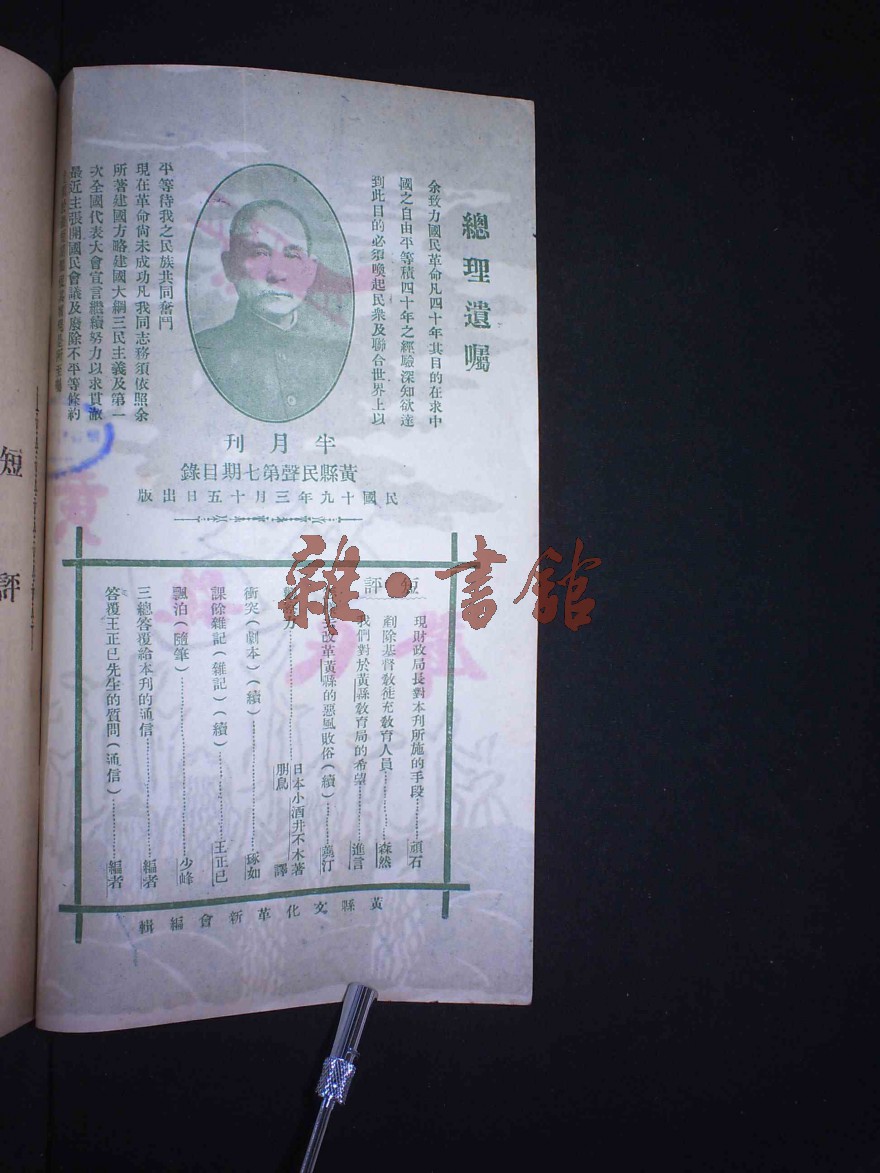 總理遺囑
余致力國民革命凡四十年其目的在求中
國之自由平等積四十年之經驗深知欲達
到此目的必須喚起民衆及聯合世界上以
平等待我之民族共同奮鬥
現在革命尙未成功凡我同志務須依照余
所著建國方略建國大綱三民主義及第一
次全國代表大會宣言繼續努力以求貫澈
最近主張開國民會議及廢除不平等條約
刊月半
錄目期七第聲民縣黃
版出日五十月三年九十國民
評短
現財政局長對本刊所施的手段……頑石
剷除基督敎徒充敎育人員……森然
我們對於黃縣敎育局的希望……進言
改革黃縣的惡風敗俗(續)……汀
力……日本小酒井不木著
朋鳥譯
衝突(劇本)(續)……琢如
課餘雜記(雜記)(續)……王正已
飄泊(隨筆)……少峰
三總答覆給本刊的通信……編者
答覆王正已先生的質問(通信)……編者
輯編會新革化文縣黃
雜·書館
短評